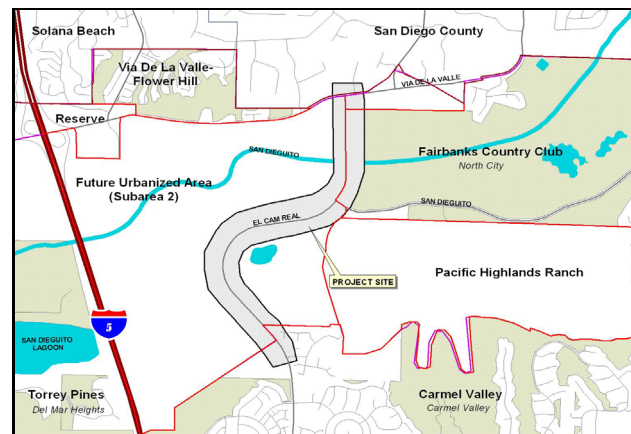 Solana Beach
San Diego County
Via De La Valle-
Flower Hill
VIA DE LA VALLE
Reserve
SAN DIEGUITO
Fairbanks Country Club
North City
Future Urbanized Area
(Subarea 2)
SAN DIEGUITO
EL CAM REAL
PROJECT SITE
Pacific Highlands Ranch
5
SAN DIEGUITO
LAGOON
Torrey Pines
Del Mar Heights
Carmel Valley
Carmel Valley